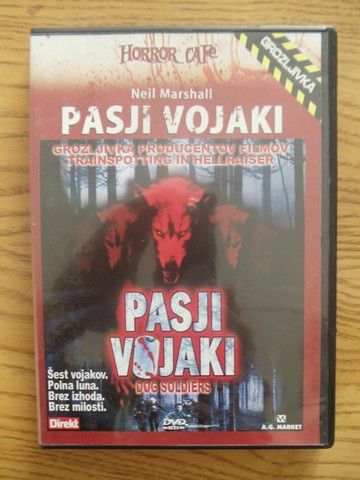 HORROR CAFe
GROZLJIVKA
Neil Marshall
PASJI VOJAKI
GROZLJIVKA PRODUCENTOV FILMOV
TRAINSPOTTING IN HELLRAISER
PASJI
VOJAKI
DOG SOLDIERS
Šest vojakov.
Polna luna.
Brez izhoda.
Brez milosti.
Direkt
DVD
A.G. MARKET